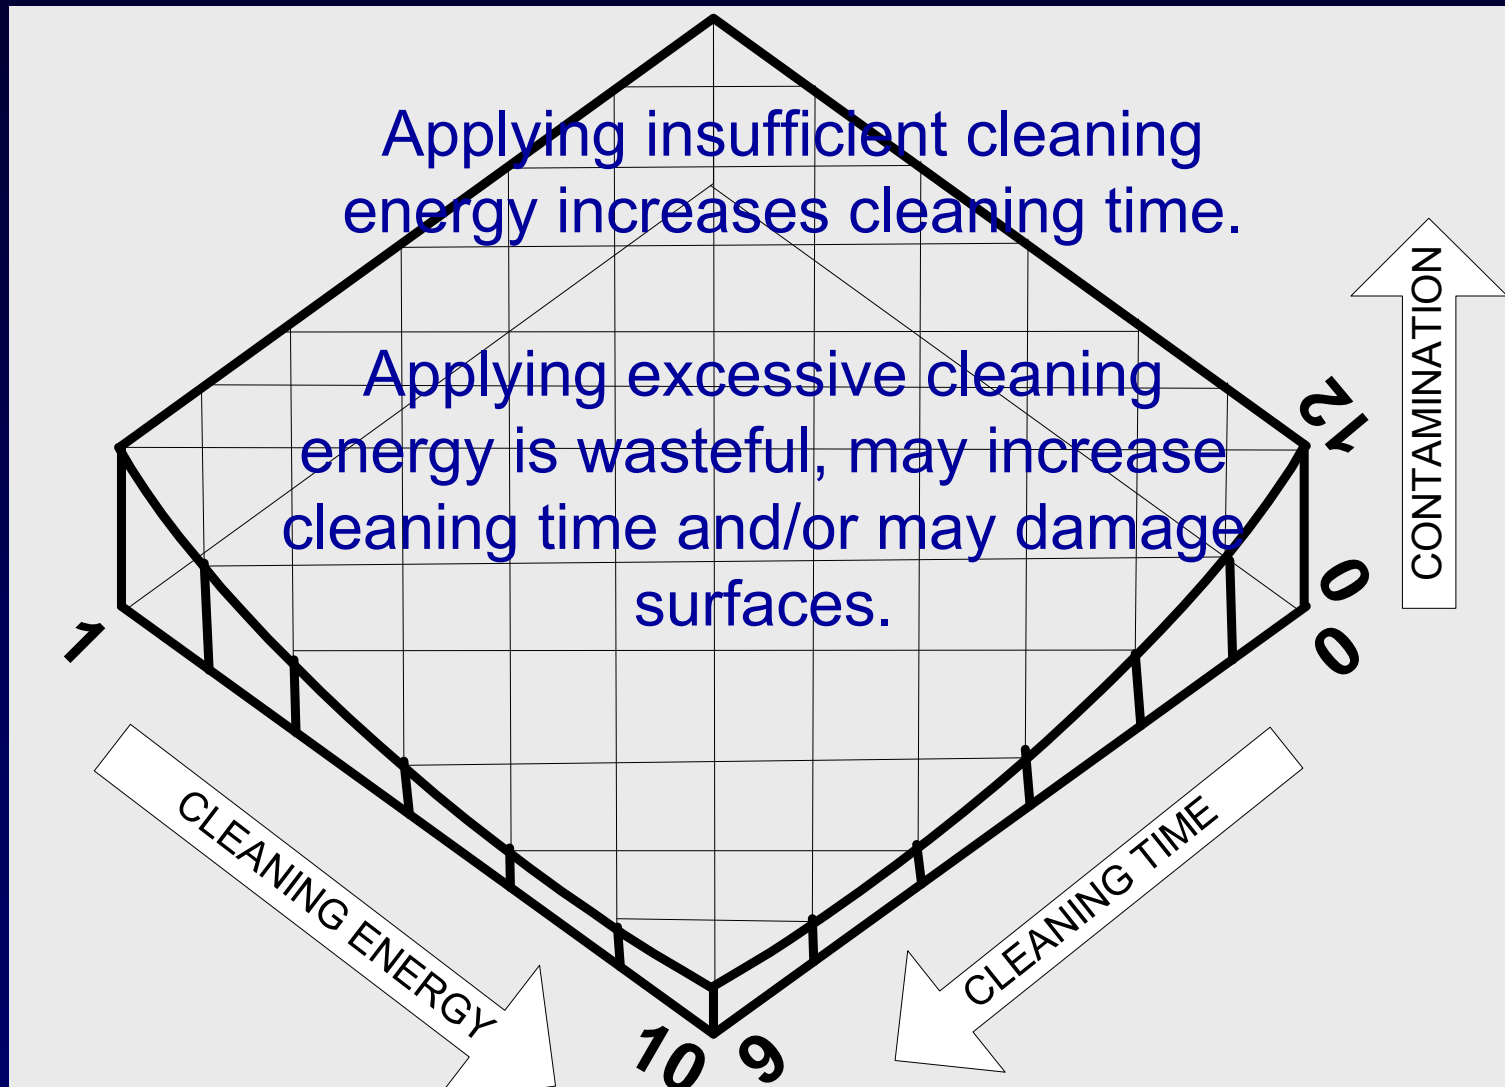 Applying insufficient cleaning
energy increases cleaning time.
Applying excessive cleaning
energy is wasteful, may increase
cleaning time and/or may damage
surfaces.
CONTAMINATION
12
0
0
1
CLEANING ENERGY
CLEANING TIME
10
9